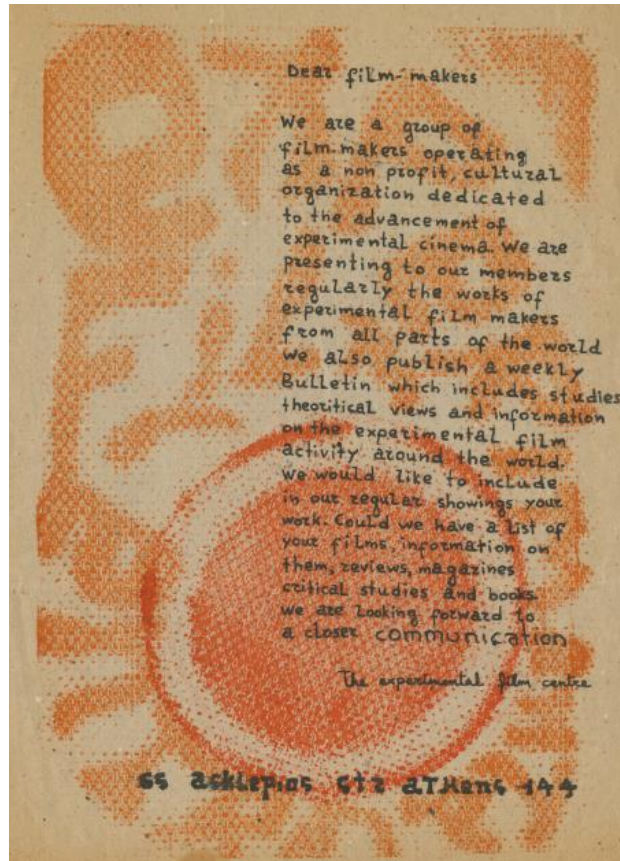 Dear film-makers
We are a group of
film-makers operating
as a non profit, cultural
organization dedicated
to the advancement of
experimental cinema. We are
presenting to our members
regularly the works of
experimental film makers
from all parts of the world
we also publish a weekly
Bulletin which includes studies
theoritical views and information
on the experimental film
activity around the world.
We would like to include
in our regular showings your
work. Could we have a list of
your films, information on
them, reviews, magazines
critical studies and books.
we are looking forward to
a closer communication
The experimental film centre
65 asklepios str aTHens 144